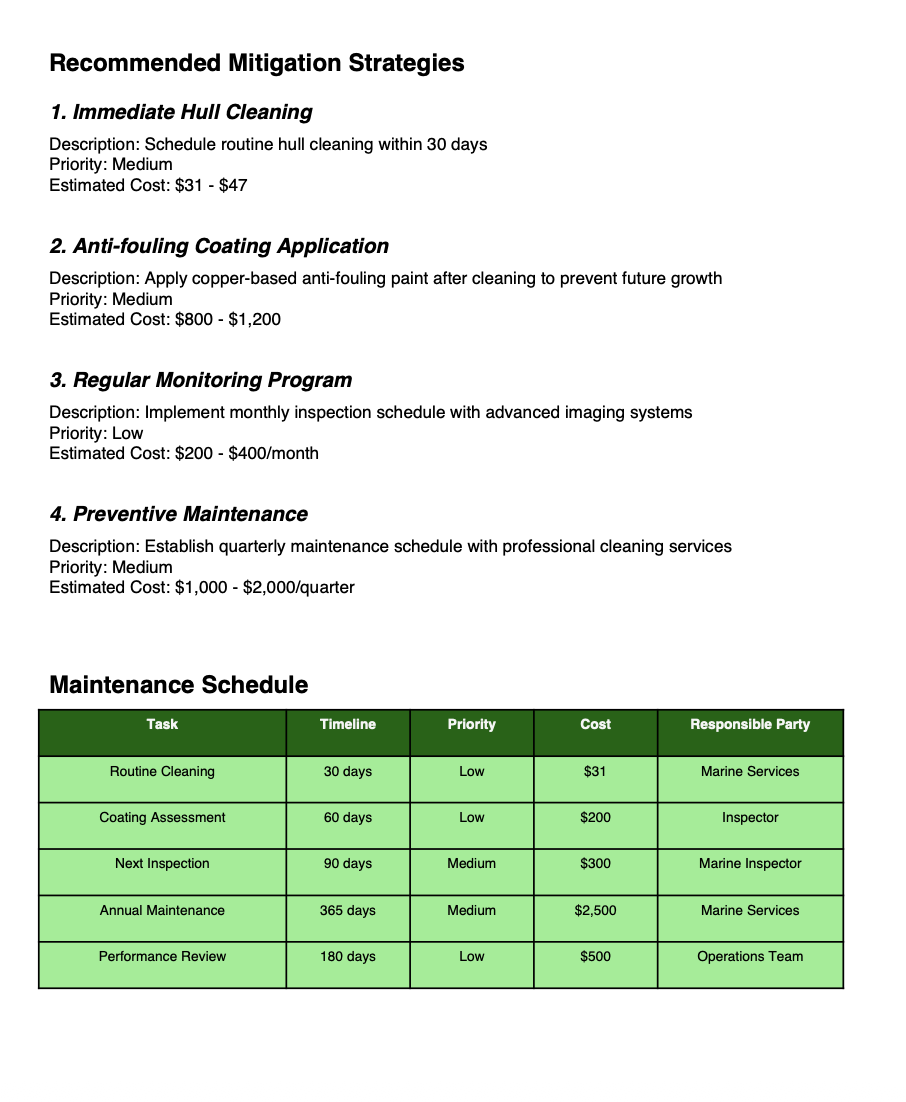 Recommended Mitigation Strategies
1. Immediate Hull Cleaning
Description: Schedule routine hull cleaning within 30 days
Priority: Medium
Estimated Cost: $31 - $47
2. Anti-fouling Coating Application
Description: Apply copper-based anti-fouling paint after cleaning to prevent future growth
Priority: Medium
Estimated Cost: $800 - $1,200
3. Regular Monitoring Program
Description: Implement monthly inspection schedule with advanced imaging systems
Priority: Low
Estimated Cost: $200 - $400/month
4. Preventive Maintenance
Description: Establish quarterly maintenance schedule with professional cleaning services
Priority: Medium
Estimated Cost: $1,000 - $2,000/quarter
Maintenance Schedule
Task Timeline Priority Cost Responsible Party
Routine Cleaning 30 days Low $31 Marine Services
Coating Assessment 60 days Low $200 Inspector
Next Inspection 90 days Medium $300 Marine Inspector
Annual Maintenance 365 days Medium $2,500 Marine Services
Performance Review 180 days Low $500 Operations Team